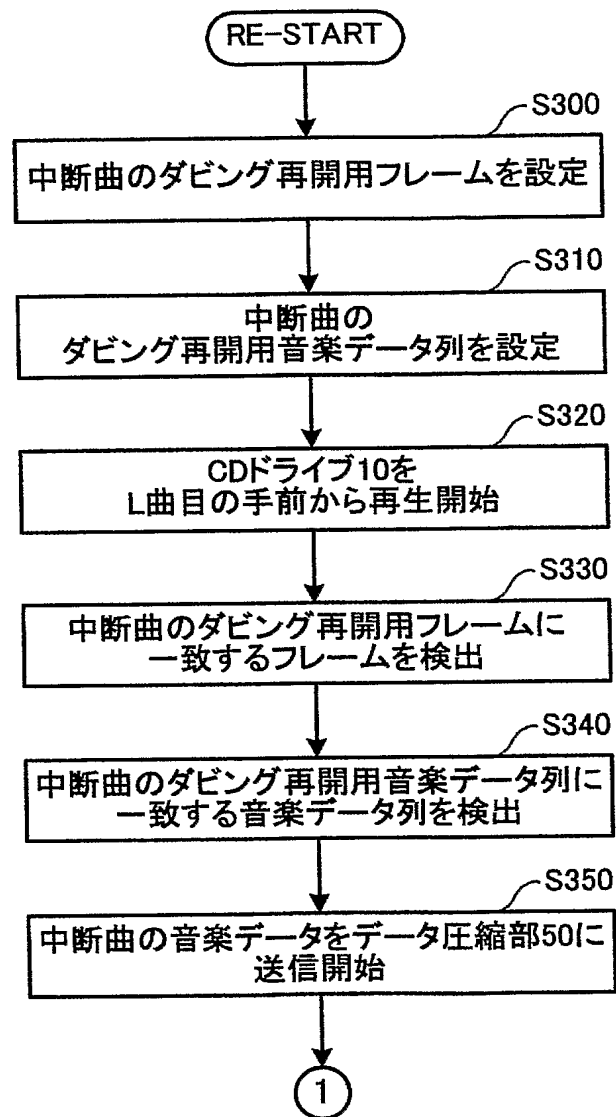 RE-START
S300
中断曲のダビング再開用フレームを設定
S310
中断曲の
ダビング再開用音楽データ列を設定
S320
CDドライブ10を
L曲目の手前から再生開始
S330
中断曲のダビング再開用フレームに
一致するフレームを検出
S340
中断曲のダビング再開用音楽データ列に
一致する音楽データ列を検出
S350
中断曲の音楽データをデータ圧縮部50に
送信開始
1